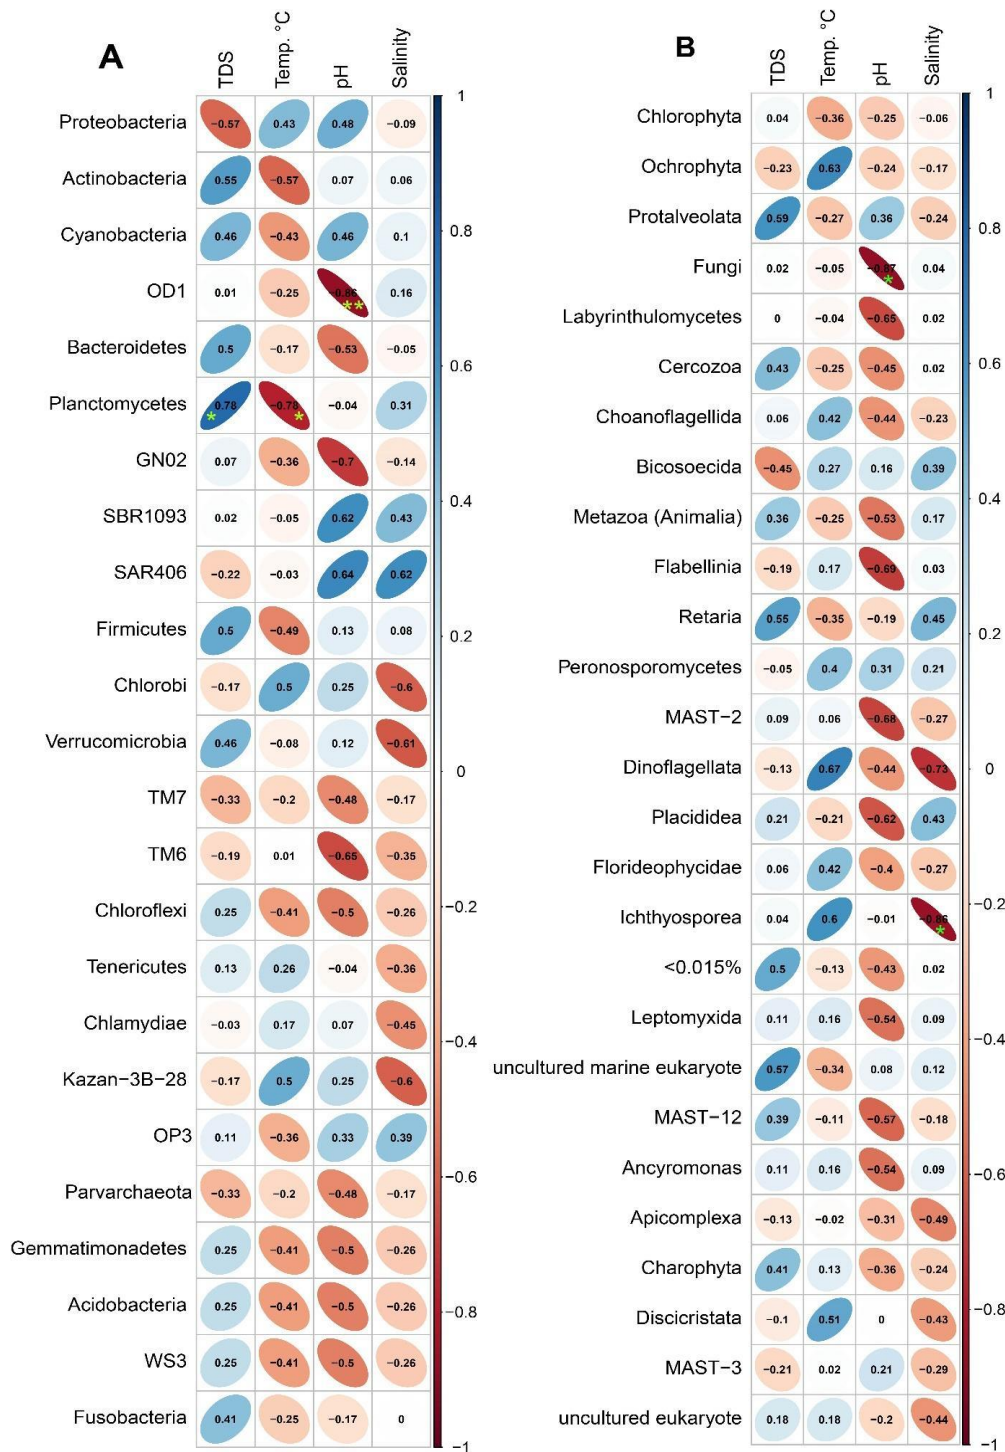 A
TDS Temp. °C pH Salinity
Proteobacteria −0.57 0.43 0.48 −0.09
Actinobacteria 0.55 −0.57 0.07 0.06
Cyanobacteria 0.46 −0.43 0.46 0.1
OD1 0.01 −0.25 −0.86 ** 0.16
Bacteroidetes 0.5 −0.17 −0.53 −0.05
Planctomycetes 0.78 * −0.78 * −0.04 0.31
GN02 0.07 −0.36 −0.7 −0.14
SBR1093 0.02 −0.05 0.62 0.43
SAR406 −0.22 −0.03 0.64 0.62
Firmicutes 0.5 −0.49 0.13 0.08
Chlorobi −0.17 0.5 0.25 −0.6
Verrucomicrobia 0.46 −0.08 0.12 −0.61
TM7 −0.33 −0.2 −0.48 −0.17
TM6 −0.19 0.01 −0.65 −0.35
Chloroflexi 0.25 −0.41 −0.5 −0.26
Tenericutes 0.13 0.26 −0.04 −0.36
Chlamydiae −0.03 0.17 0.07 −0.45
Kazan−3B−28 −0.17 0.5 0.25 −0.6
OP3 0.11 −0.36 0.33 0.39
Parvarchaeota −0.33 −0.2 −0.48 −0.17
Gemmatimonadetes 0.25 −0.41 −0.5 −0.26
Acidobacteria 0.25 −0.41 −0.5 −0.26
WS3 0.25 −0.41 −0.5 −0.26
Fusobacteria 0.41 −0.25 −0.17 0
1
0.8
0.6
0.4
0.2
0
−0.2
−0.4
−0.6
−0.8
−1
B
TDS Temp. °C pH Salinity
Chlorophyta 0.04 −0.36 −0.25 −0.06
Ochrophyta −0.23 0.63 −0.24 −0.17
Protalveolata 0.59 −0.27 0.36 −0.24
Fungi 0.02 −0.05 −0.87 * 0.04
Labyrinthulomycetes 0 −0.04 −0.65 0.02
Cercozoa 0.43 −0.25 −0.45 0.02
Choanoflagellida 0.06 0.42 −0.44 −0.23
Bicosoecida −0.45 0.27 0.16 0.39
Metazoa (Animalia) 0.36 −0.25 −0.53 0.17
Flabellinia −0.19 0.17 −0.69 0.03
Retaria 0.55 −0.35 −0.19 0.45
Peronosporomycetes −0.05 0.4 0.31 0.21
MAST−2 0.09 0.06 −0.68 −0.27
Dinoflagellata −0.13 0.67 −0.44 −0.73
Placididea 0.21 −0.21 −0.62 0.43
Florideophycidae 0.06 0.42 −0.4 −0.27
Ichthyosporea 0.04 0.6 −0.01 −0.86 *
<0.015% 0.5 −0.13 −0.43 0.02
Leptomyxida 0.11 0.16 −0.54 0.09
uncultured marine eukaryote 0.57 −0.34 0.08 0.12
MAST−12 0.39 −0.11 −0.57 −0.18
Ancyromonas 0.11 0.16 −0.54 0.09
Apicomplexa −0.13 −0.02 −0.31 −0.49
Charophyta 0.41 0.13 −0.36 −0.24
Discicristata −0.1 0.51 0 −0.43
MAST−3 −0.21 0.02 0.21 −0.29
uncultured eukaryote 0.18 0.18 −0.2 −0.44
1
0.8
0.6
0.4
0.2
0
−0.2
−0.4
−0.6
−0.8
−1